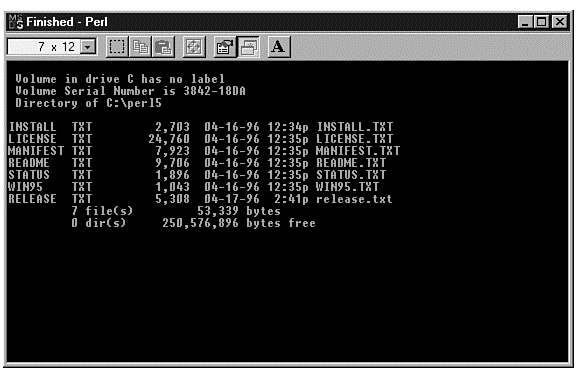 MS DOS Finished - Perl
7 x 12 A
Volume in drive C has no label
Volume Serial Number is 3842-18DA
Directory of C:\perl5
INSTALL TXT 2,703 04-16-96 12:34p INSTALL.TXT
LICENSE TXT 24,760 04-16-96 12:35p LICENSE.TXT
MANIFEST TXT 7,923 04-16-96 12:35p MANIFEST.TXT
README TXT 9,706 04-16-96 12:35p README.TXT
STATUS TXT 1,896 04-16-96 12:35p STATUS.TXT
WIN95 TXT 1,043 04-16-96 12:35p WIN95.TXT
RELEASE TXT 5,308 04-17-96 2:41p release.txt
7 file(s) 53,339 bytes
0 dir(s) 250,576,896 bytes free